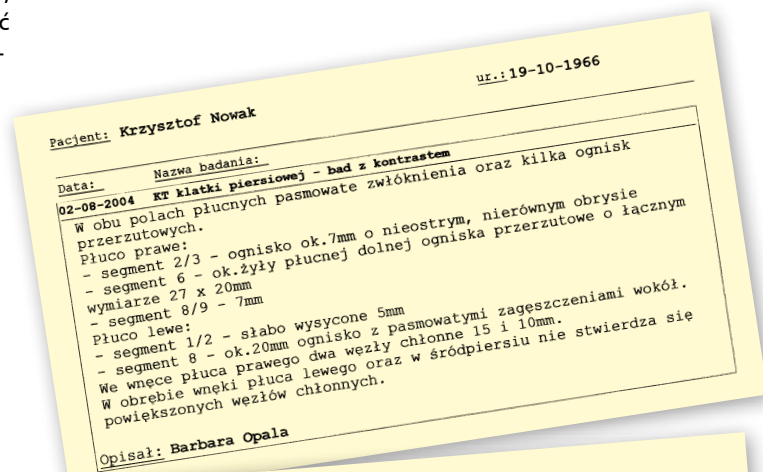 ć
-
Pacjent: Krzysztof Nowak ur.: 19-10-1966
Data: Nazwa badania:
02-08-2004 KT klatki piersiowej - bad z kontrastem
W obu polach płucnych pasmowate zwłóknienia oraz kilka ognisk
przerzutowych.
Płuco prawe:
- segment 2/3 - ognisko ok.7mm o nieostrym, nierównym obrysie
- segment 6 - ok.żyły płucnej dolnej ogniska przerzutowe o łącznym
wymiarze 27 x 20mm
- segment 8/9 - 7mm
Płuco lewe:
- segment 1/2 - słabo wysycone 5mm
- segment 8 - ok.20mm ognisko z pasmowatymi zagęszczeniami wokół.
We wnęce płuca prawego dwa węzły chłonne 15 i 10mm.
W obrębie wnęki płuca lewego oraz w śródpiersiu nie stwierdza się
powiększonych węzłów chłonnych.
Opisał: Barbara Opala